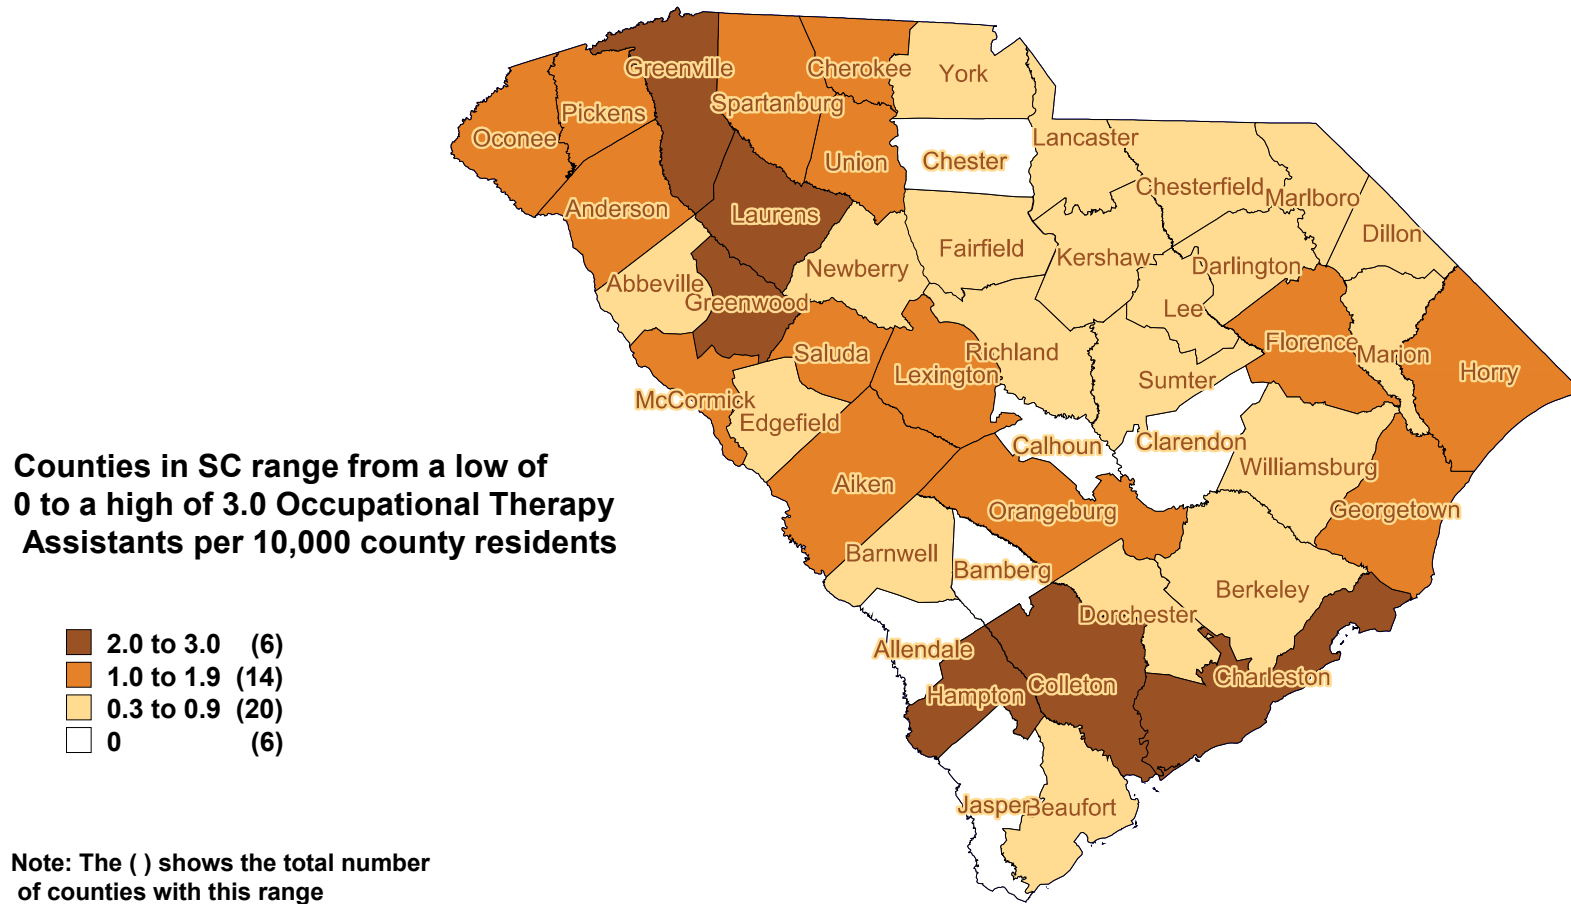 Greenville
Cherokee
York
Pickens
Spartanburg
Oconee
Union
Chester
Lancaster
Chesterfield
Marlboro
Anderson
Laurens
Dillon
Fairfield
Kershaw
Newberry
Darlington
Abbeville
Greenwood
Lee
Saluda
Richland
Florence
Marion
Lexington
Sumter
Horry
McCormick
Edgefield
Calhoun
Clarendon
Williamsburg
Aiken
Orangeburg
Georgetown
Barnwell
Bamberg
Berkeley
Dorchester
Allendale
Charleston
Hampton
Colleton
Jasper
Beaufort
Counties in SC range from a low of
0 to a high of 3.0 Occupational Therapy
Assistants per 10,000 county residents
2.0 to 3.0 (6)
1.0 to 1.9 (14)
0.3 to 0.9 (20)
0 (6)
Note: The ( ) shows the total number
of counties with this range